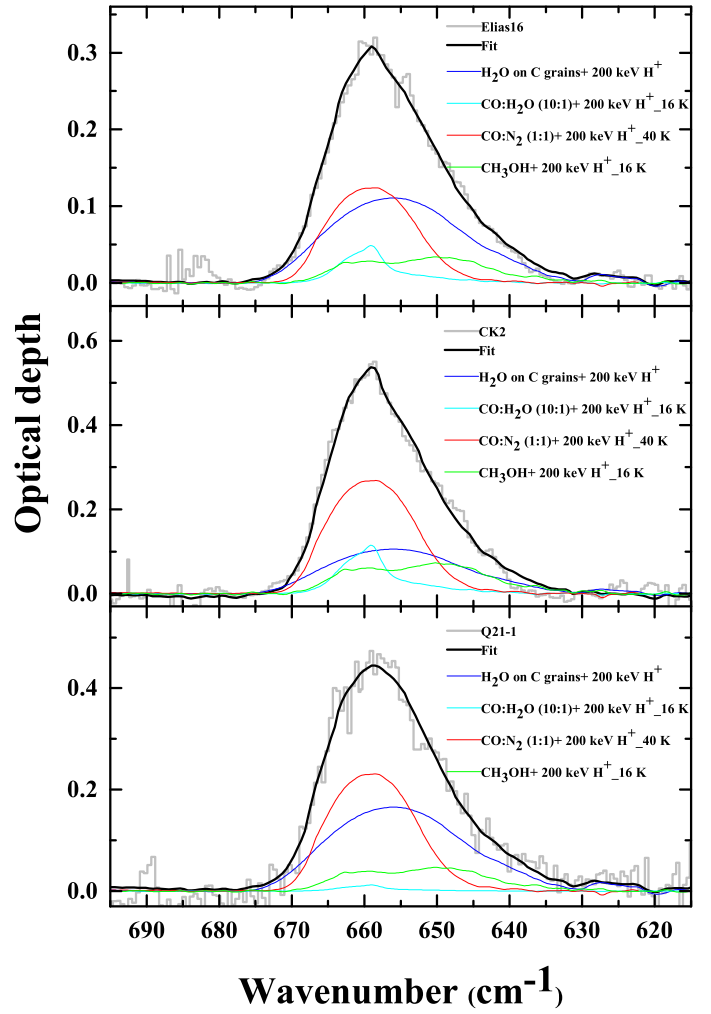 Optical depth
0.3
0.2
0.1
0.0
Elias16
Fit
H2O on C grains+ 200 keV H+
CO:H2O (10:1)+ 200 keV H+_16 K
CO:N2 (1:1)+ 200 keV H+_40 K
CH3OH+ 200 keV H+_16 K
0.6
0.4
0.2
0.0
CK2
Fit
H2O on C grains+ 200 keV H+
CO:H2O (10:1)+ 200 keV H+_16 K
CO:N2 (1:1)+ 200 keV H+_40 K
CH3OH+ 200 keV H+_16 K
0.4
0.2
0.0
Q21-1
Fit
H2O on C grains+ 200 keV H+
CO:H2O (10:1)+ 200 keV H+_16 K
CO:N2 (1:1)+ 200 keV H+_40 K
CH3OH+ 200 keV H+_16 K
690 680 670 660 650 640 630 620
Wavenumber (cm-1)